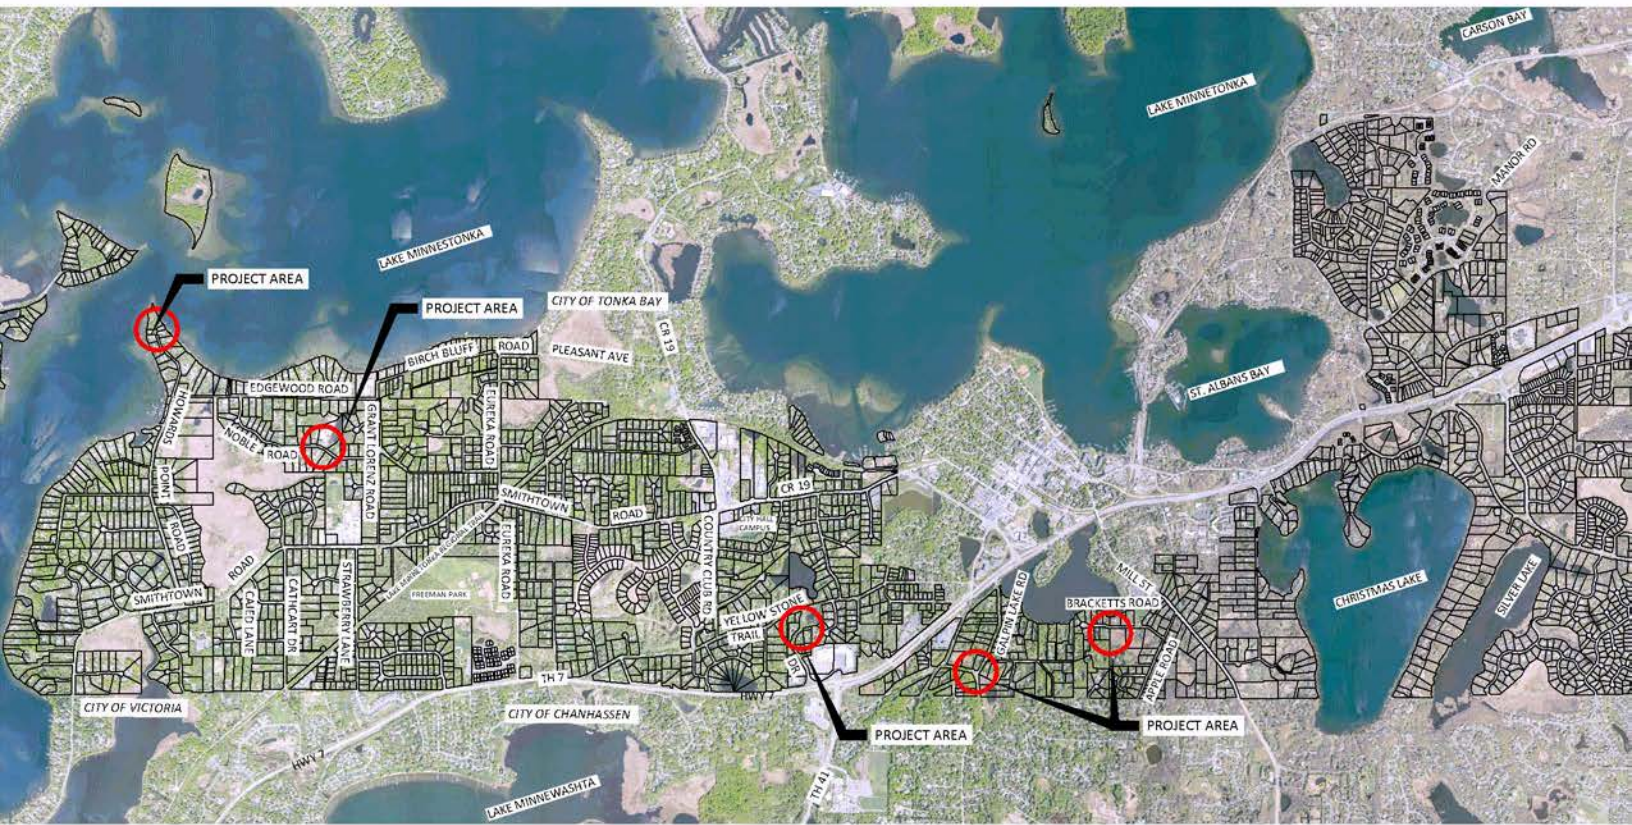 CARSON BAY
LAKE MINNETONKA
MANOR RD
LAKE MINNESTONKA
PROJECT AREA
PROJECT AREA
CITY OF TONKA BAY
CR 19
BIRCH BLUFF
ROAD
PLEASANT AVE
ST. ALBANS BAY
EDGEWOOD ROAD
HOWARDS
POINT
ROAD
NOBLE
ROAD
GRANT LORENZ ROAD
EUREKA ROAD
SMITHTOWN
ROAD
CR 19
CITY HALL
CAMPUS
COUNTRY CLUB RD
EUREKA ROAD
LAKE MINNETONKA REGIONAL TRAIL
FREEMAN PARK
ROAD
SMITHTOWN
CATHCART DR
STRAWBERRY LANE
YELLOW STONE
TRAIL
DR
GALPIN LAKE RD
MILL ST
BRACKETTS ROAD
APPLE ROAD
CHRISTMAS LAKE
SILVER LAKE
TH 7
HWY 7
CITY OF VICTORIA
CITY OF CHANHASSEN
PROJECT AREA
PROJECT AREA
HWY 7
TH 41
LAKE MINNEWASHTA